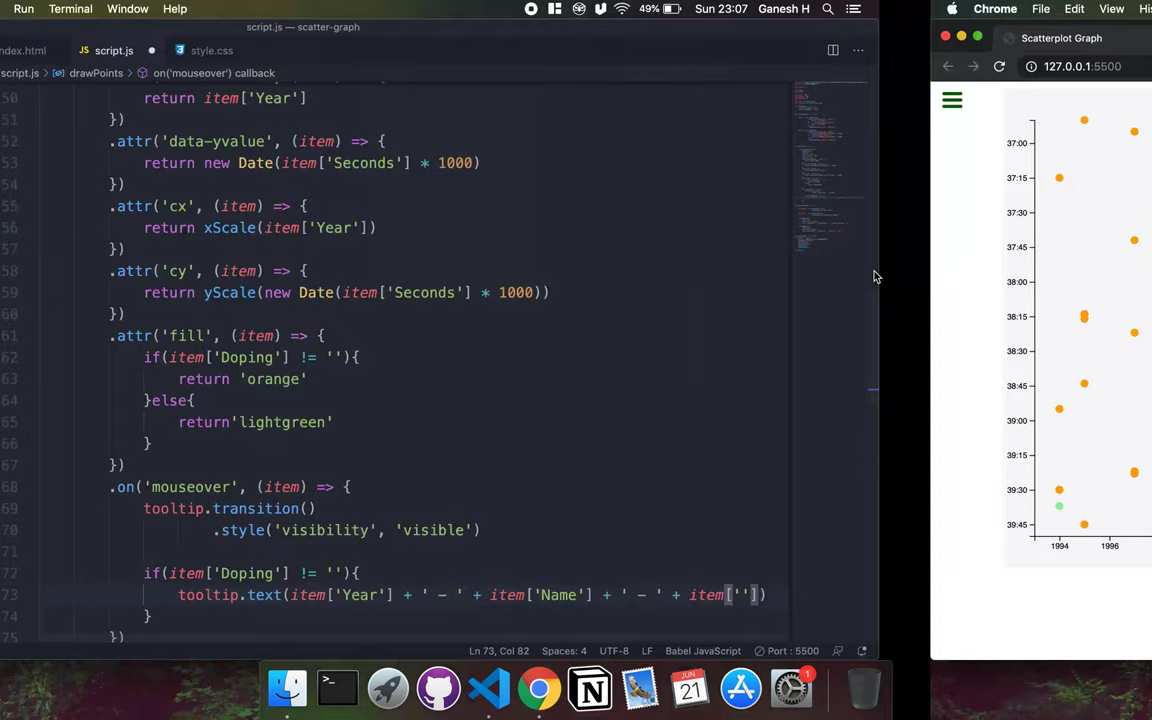 Run Terminal Window Help 49% Sun 23:07 Ganesh H Chrome File Edit View His
script.js — scatter-graph
ndex.html JS script.js style.css Scatterplot Graph
script.js > drawPoints > on('mouseover') callback 127.0.0.1:5500
50 return item['Year']
51 })
52 .attr('data-yvalue', (item) => {
53 return new Date(item['Seconds'] * 1000)
54 })
55 .attr('cx', (item) => {
56 return xScale(item['Year'])
57 })
58 .attr('cy', (item) => {
59 return yScale(new Date(item['Seconds'] * 1000))
60 })
61 .attr('fill', (item) => {
62 if(item['Doping'] != ''){
63 return 'orange'
64 }else{
65 return'lightgreen'
66 }
67 })
68 .on('mouseover', (item) => {
69 tooltip.transition()
70 .style('visibility', 'visible')
71
72 if(item['Doping'] != ''){
73 tooltip.text(item['Year'] + ' - ' + item['Name'] + ' - ' + item[''])
74 }
75 })
37:00
37:15
37:30
37:45
38:00
38:15
38:30
38:45
39:00
39:15
39:30
39:45
1994 1996
Ln 73, Col 82 Spaces: 4 UTF-8 LF Babel JavaScript Port : 5500
>_
JUN
21
1